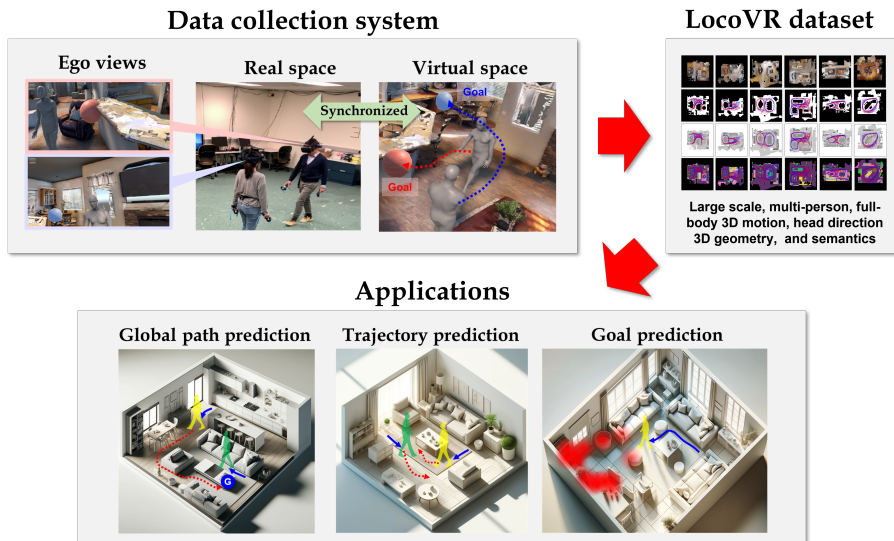 Data collection system
LocoVR dataset
Ego views
Real space
Virtual space
Synchronized
Goal
Goal
Large scale, multi-person, full-
body 3D motion, head direction
3D geometry, and semantics
Applications
Global path prediction
Trajectory prediction
Goal prediction
G